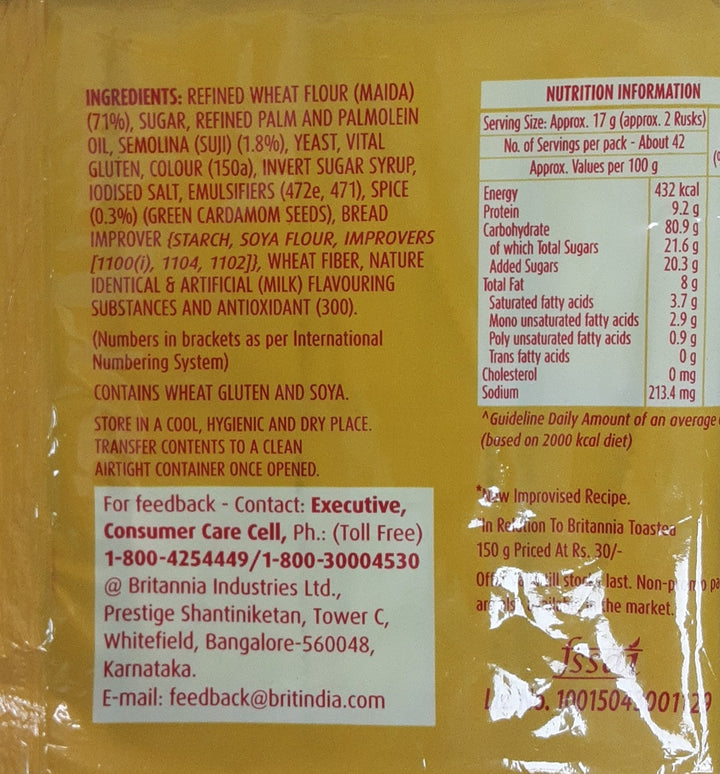 INGREDIENTS: REFINED WHEAT FLOUR (MAIDA)
(71%), SUGAR, REFINED PALM AND PALMOLEIN
OIL, SEMOLINA (SUJI) (1.8%), YEAST, VITAL
GLUTEN, COLOUR (150a), INVERT SUGAR SYRUP,
IODISED SALT, EMULSIFIERS (472e, 471), SPICE
(0.3%) (GREEN CARDAMOM SEEDS), BREAD
IMPROVER {STARCH, SOYA FLOUR, IMPROVERS
[1100(i), 1104, 1102]}, WHEAT FIBER, NATURE
IDENTICAL & ARTIFICIAL (MILK) FLAVOURING
SUBSTANCES AND ANTIOXIDANT (300).
(Numbers in brackets as per International
Numbering System)
CONTAINS WHEAT GLUTEN AND SOYA.
STORE IN A COOL, HYGIENIC AND DRY PLACE.
TRANSFER CONTENTS TO A CLEAN
AIRTIGHT CONTAINER ONCE OPENED.
For feedback - Contact: Executive,
Consumer Care Cell, Ph.: (Toll Free)
1-800-4254449/1-800-30004530
@ Britannia Industries Ltd.,
Prestige Shantiniketan, Tower C,
Whitefield, Bangalore-560048,
Karnataka.
E-mail: feedback@britindia.com
NUTRITION INFORMATION
Serving Size: Approx. 17 g (approx. 2 Rusks)
No. of Servings per pack - About 42
Approx. Values per 100 g
Energy 432 kcal
Protein 9.2 g
Carbohydrate 80.9 g
of which Total Sugars 21.6 g
Added Sugars 20.3 g
Total Fat 8 g
Saturated fatty acids 3.7 g
Mono unsaturated fatty acids 2.9 g
Poly unsaturated fatty acids 0.9 g
Trans fatty acids 0 g
Cholesterol 0 mg
Sodium 213.4 mg
^Guideline Daily Amount of an average
(based on 2000 kcal diet)
*New Improvised Recipe.
In Relation To Britannia Toastea
150 g Priced At Rs. 30/-
till last.
the market.
fssai